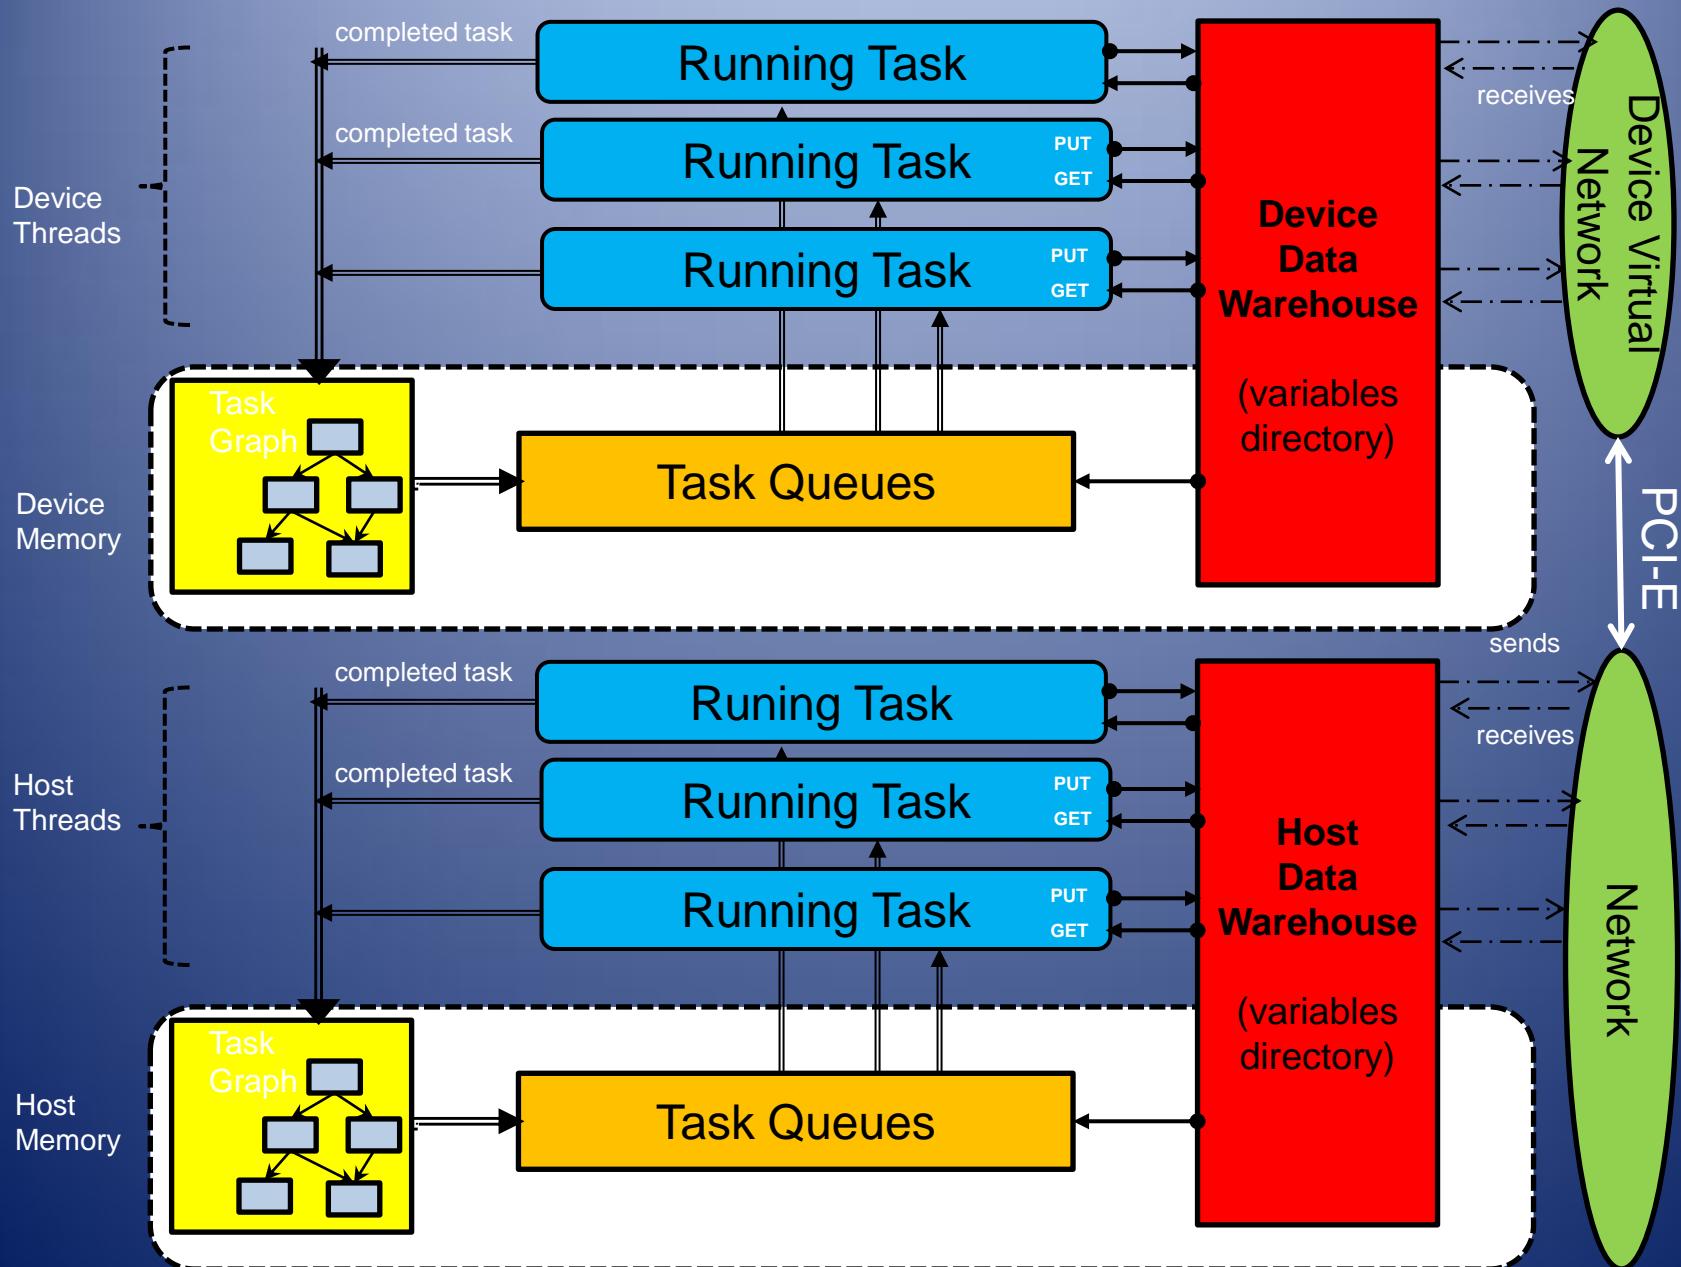 completed task
Running Task
receives
completed task
Running Task
PUT
GET
Device
Threads
Running Task
PUT
GET
Device
Data
Warehouse
(variables
directory)
Device Virtual
Network
Task
Graph
Task Queues
Device
Memory
PCI-E
sends
completed task
Runing Task
receives
completed task
Running Task
PUT
GET
Host
Threads
Running Task
PUT
GET
Host
Data
Warehouse
(variables
directory)
Network
Task
Graph
Task Queues
Host
Memory